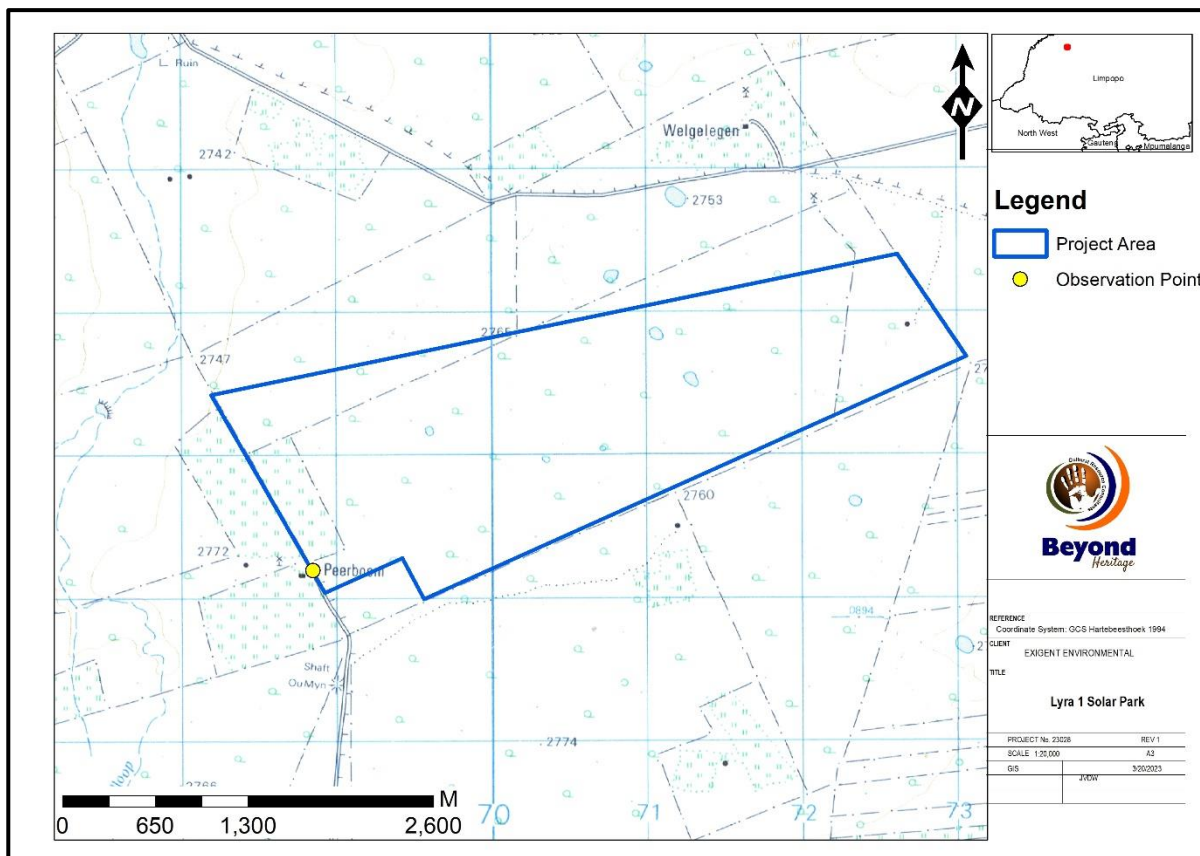 Ruin
Welgelegen
2742
2753
2765
2747
2760
2772
Peerboom
D894
Shaft
Ou Myn
2774
2766
loop
M
0 650 1,300 2,600
70 71 72 73
N
Limpopo
North West
Gauteng
Mpumalanga
Legend
Project Area
Observation Point
Beyond
Heritage
REFERENCE
Coordinate System: GCS Hartebeesthoek 1994
CLIENT
EXIGENT ENVIRONMENTAL
TITLE
Lyra 1 Solar Park
PROJECT No. 23028 REV 1
SCALE 1:20,000 A3
GIS 3/20/2023
JVDW